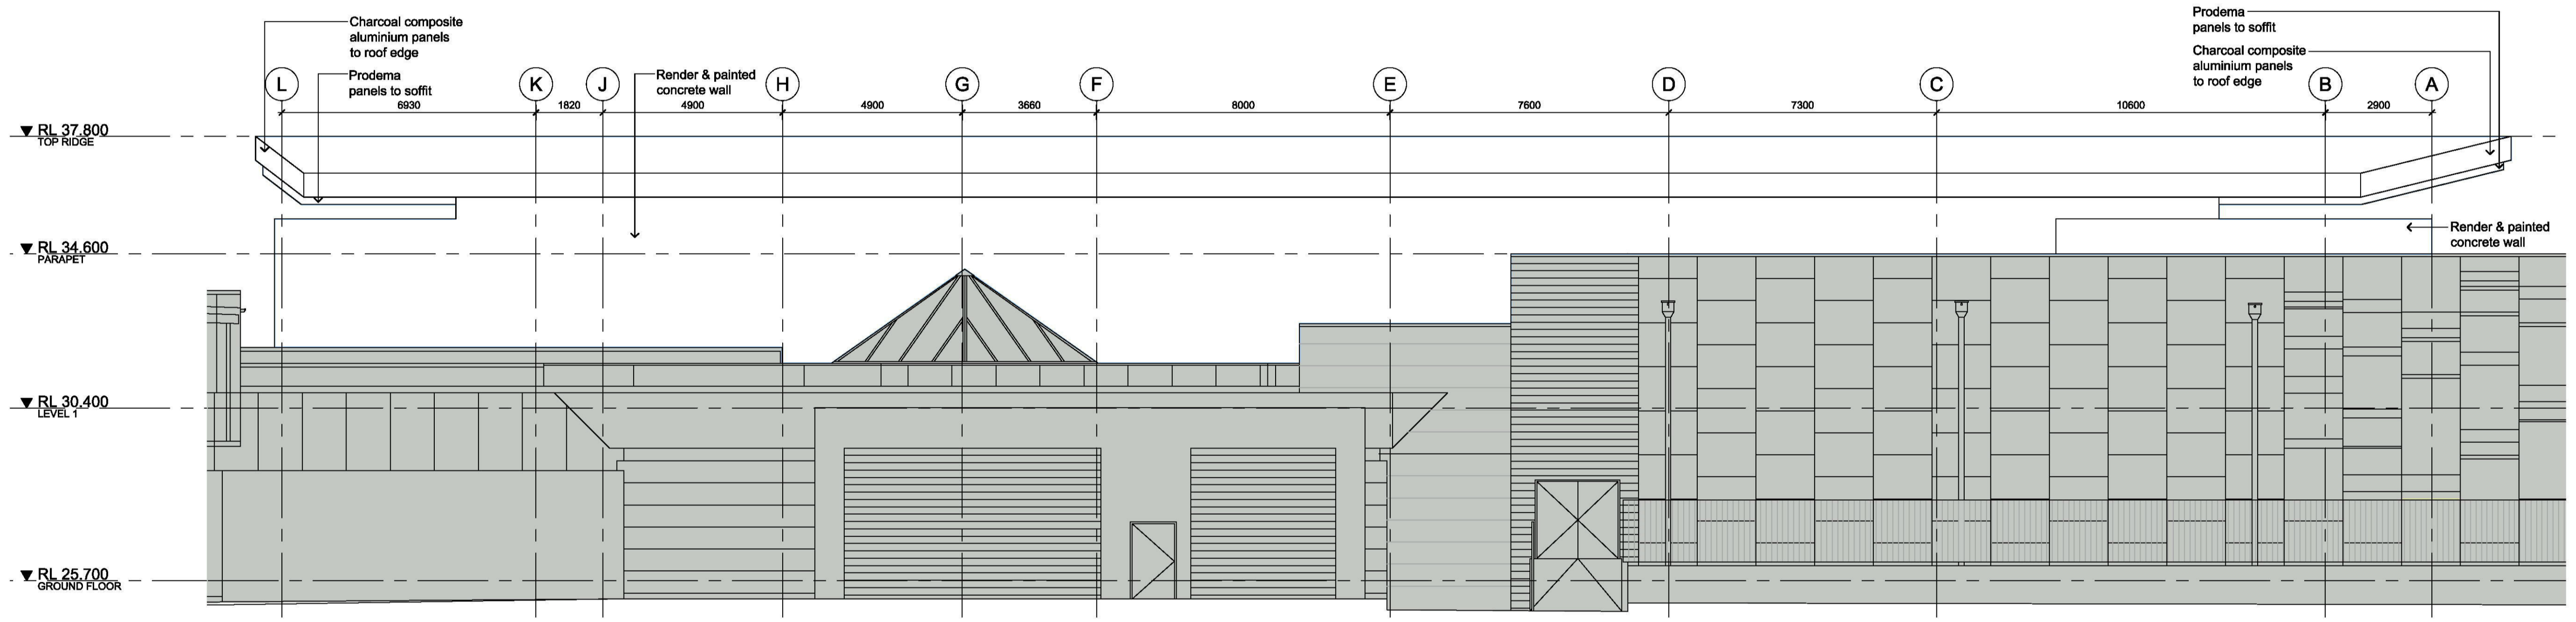 Charcoal composite
aluminium panels
to roof edge
Prodema
panels to soffit
Render & painted
concrete wall
Prodema
panels to soffit
Charcoal composite
aluminium panels
to roof edge
L
K
J
H
G
F
E
D
C
B
A
6930
1820
4900
4900
3660
8000
7600
7300
10600
2900
RL 37.800
TOP RIDGE
Render & painted
concrete wall
RL 34.600
PARAPET
RL 30.400
LEVEL 1
RL 25.700
GROUND FLOOR